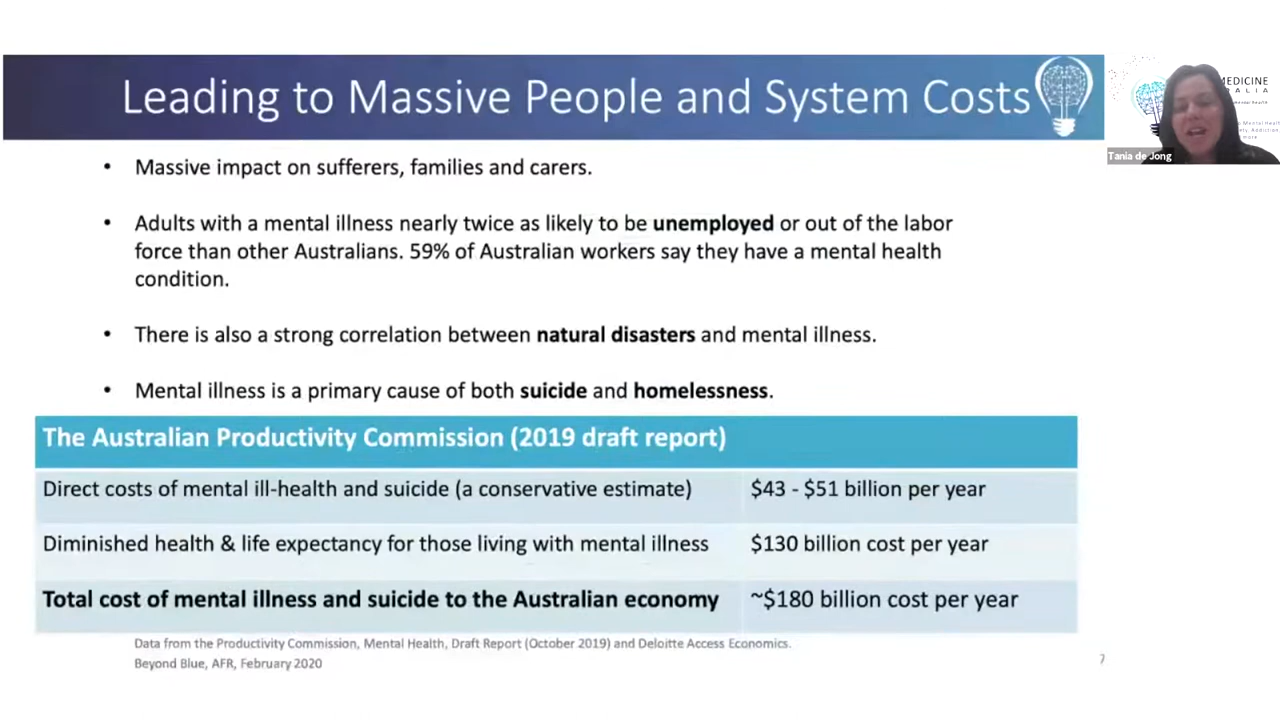 Leading to Massive People and System Costs
MEDICINE
RALIA
Mental Health
Tania de Jong
• Massive impact on sufferers, families and carers.
• Adults with a mental illness nearly twice as likely to be unemployed or out of the labor
force than other Australians. 59% of Australian workers say they have a mental health
condition.
• There is also a strong correlation between natural disasters and mental illness.
• Mental illness is a primary cause of both suicide and homelessness.
The Australian Productivity Commission (2019 draft report)
Direct costs of mental ill-health and suicide (a conservative estimate) $43 - $51 billion per year
Diminished health & life expectancy for those living with mental illness $130 billion cost per year
Total cost of mental illness and suicide to the Australian economy ~$180 billion cost per year
Data from the Productivity Commission, Mental Health, Draft Report (October 2019) and Deloitte Access Economics.
Beyond Blue, AFR, February 2020
7